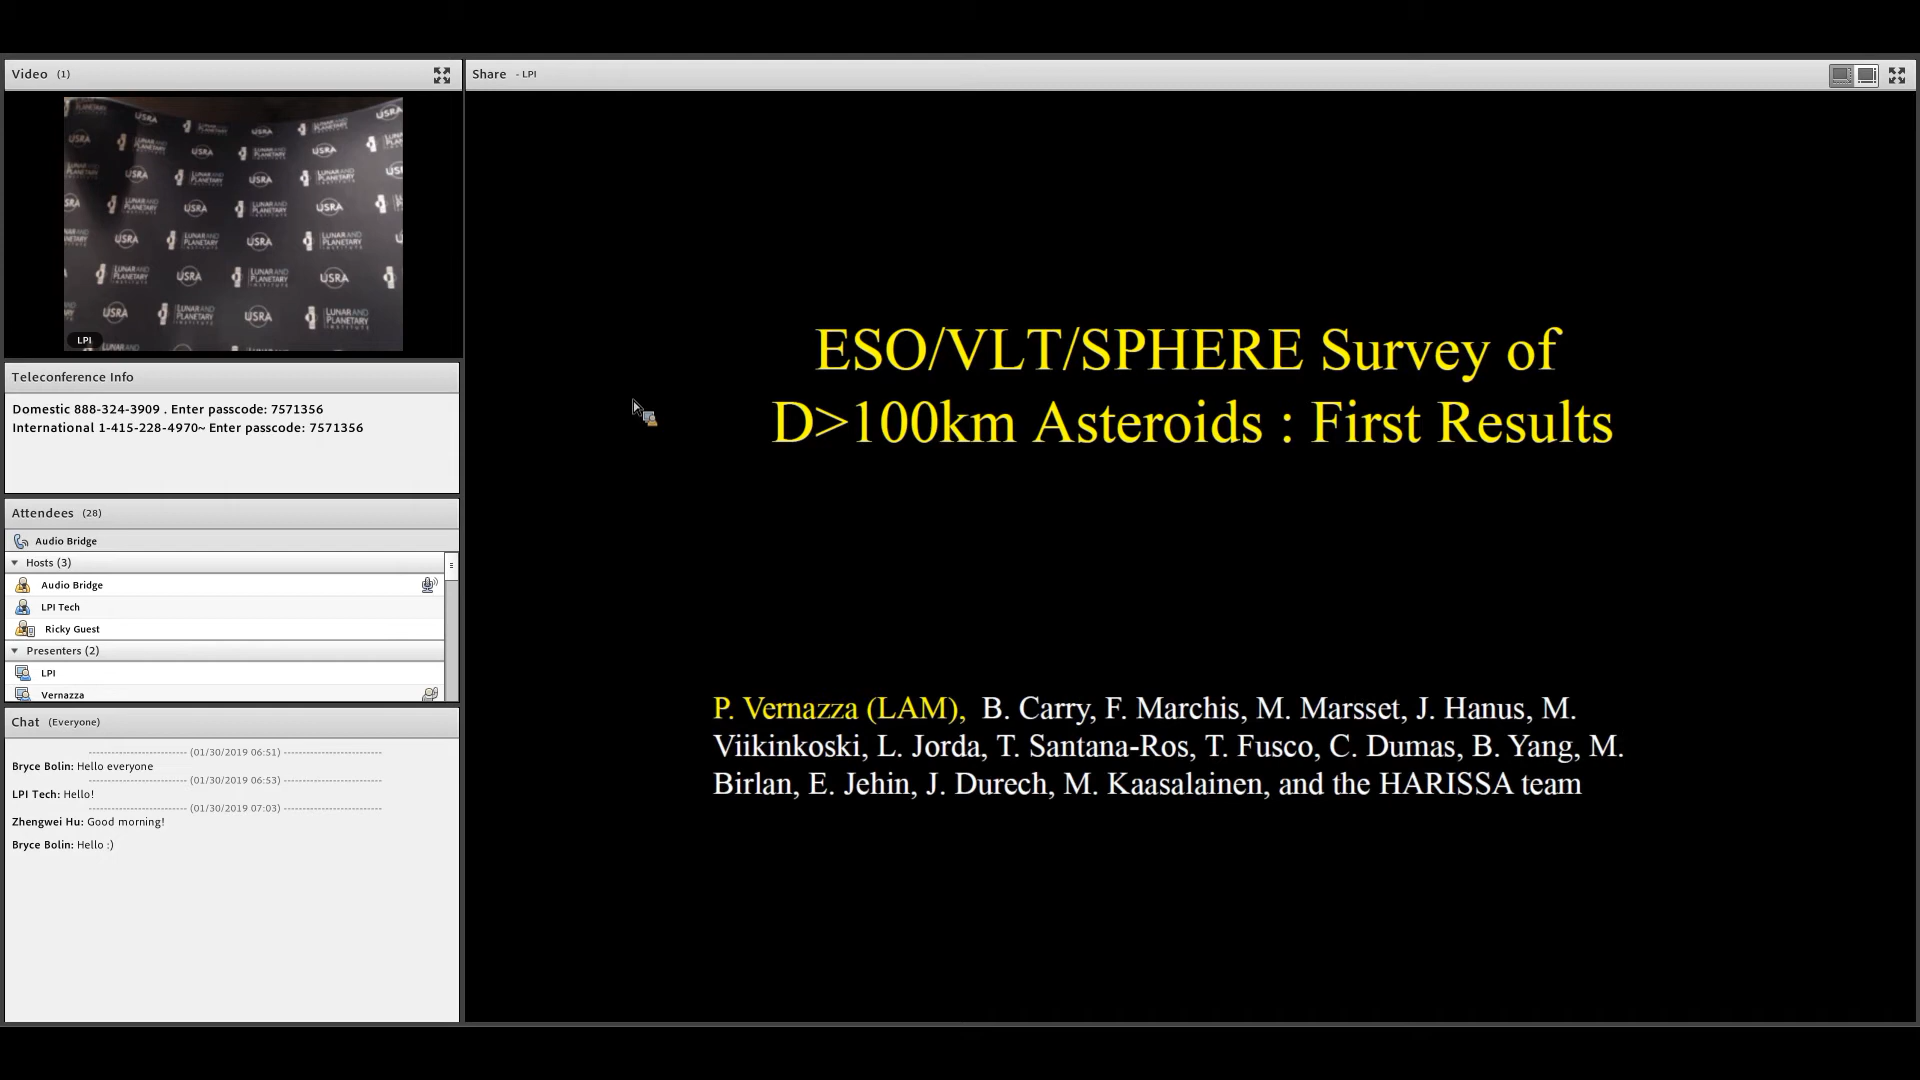 Video (1)
LPI
Teleconference Info
Domestic 888-324-3909 . Enter passcode: 7571356
International 1-415-228-4970~ Enter passcode: 7571356
Attendees (28)
Audio Bridge
Hosts (3)
Audio Bridge
LPI Tech
Ricky Guest
Presenters (2)
LPI
Vernazza
Chat (Everyone)
------------------------ (01/30/2019 06:51) ------------------------
Bryce Bolin: Hello everyone
------------------------ (01/30/2019 06:53) ------------------------
LPI Tech: Hello!
------------------------ (01/30/2019 07:03) ------------------------
Zhengwei Hu: Good morning!
Bryce Bolin: Hello :)
Share - LPI
ESO/VLT/SPHERE Survey of
D>100km Asteroids : First Results
P. Vernazza (LAM), B. Carry, F. Marchis, M. Marsset, J. Hanus, M.
Viikinkoski, L. Jorda, T. Santana-Ros, T. Fusco, C. Dumas, B. Yang, M.
Birlan, E. Jehin, J. Durech, M. Kaasalainen, and the HARISSA team